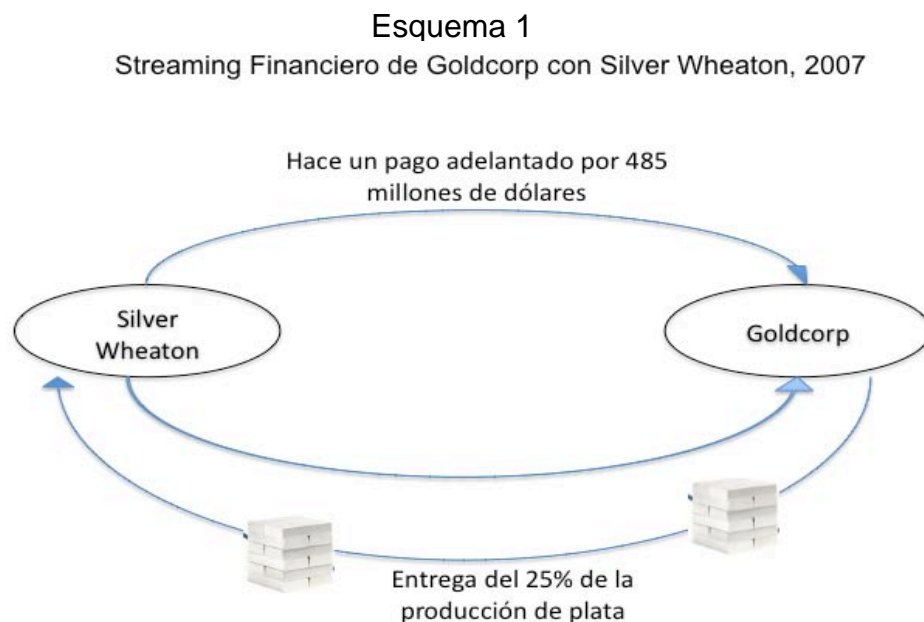 Esquema 1
Streaming Financiero de Goldcorp con Silver Wheaton, 2007
Hace un pago adelantado por 485
millones de dólares
Silver
Wheaton
Goldcorp
Entrega del 25% de la
producción de plata